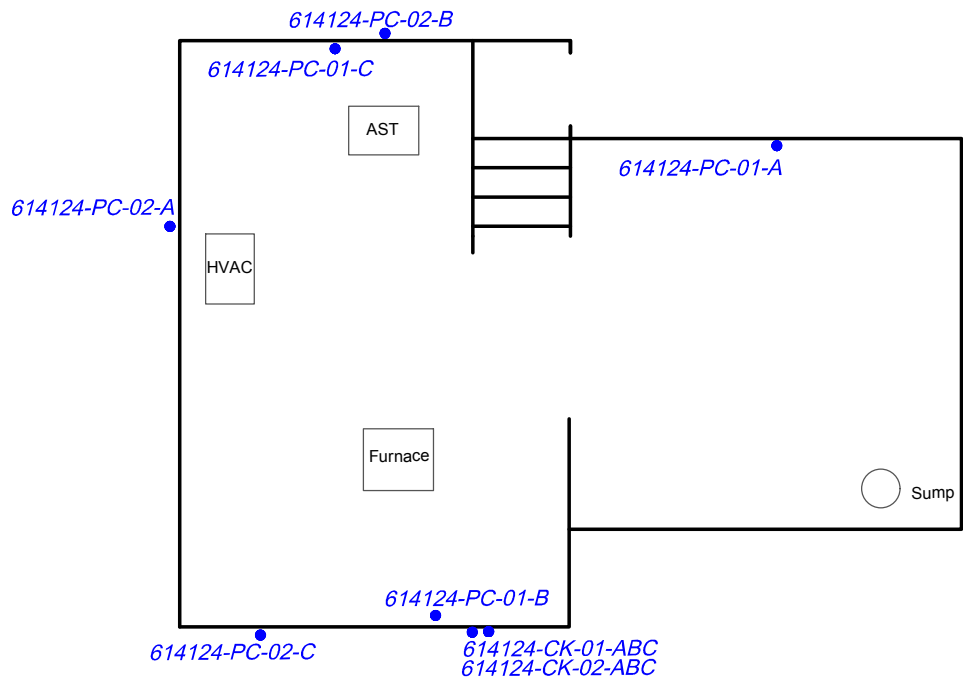 614124-PC-02-B
614124-PC-01-C
AST
614124-PC-01-A
614124-PC-02-A
HVAC
Furnace
Sump
614124-PC-01-B
614124-PC-02-C
614124-CK-01-ABC
614124-CK-02-ABC